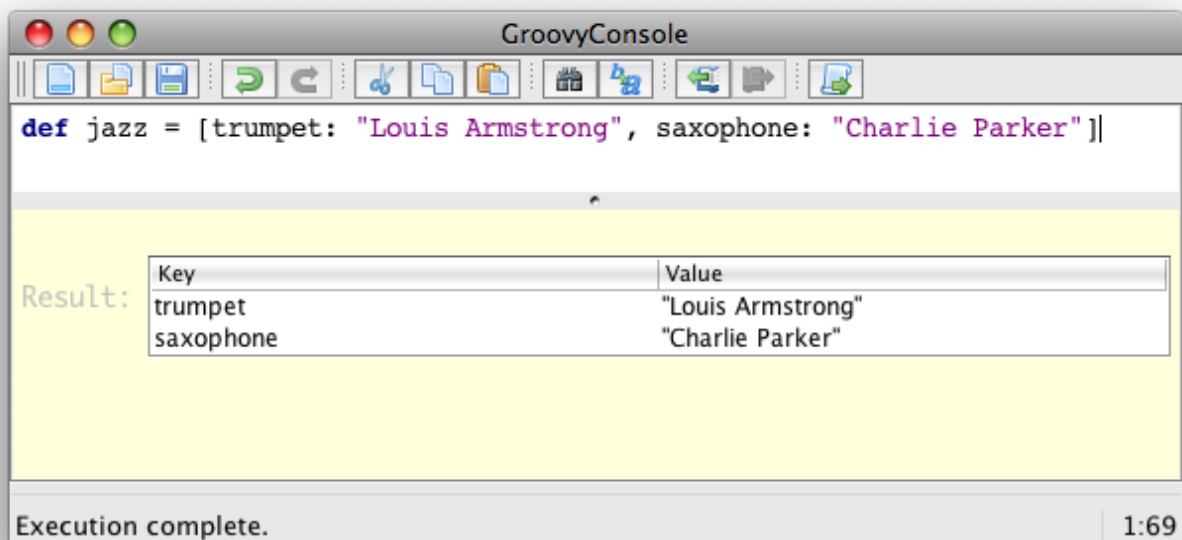 GroovyConsole
def jazz = [trumpet: "Louis Armstrong", saxophone: "Charlie Parker"]
Result:
Key Value
trumpet "Louis Armstrong"
saxophone "Charlie Parker"
Execution complete. 1:69